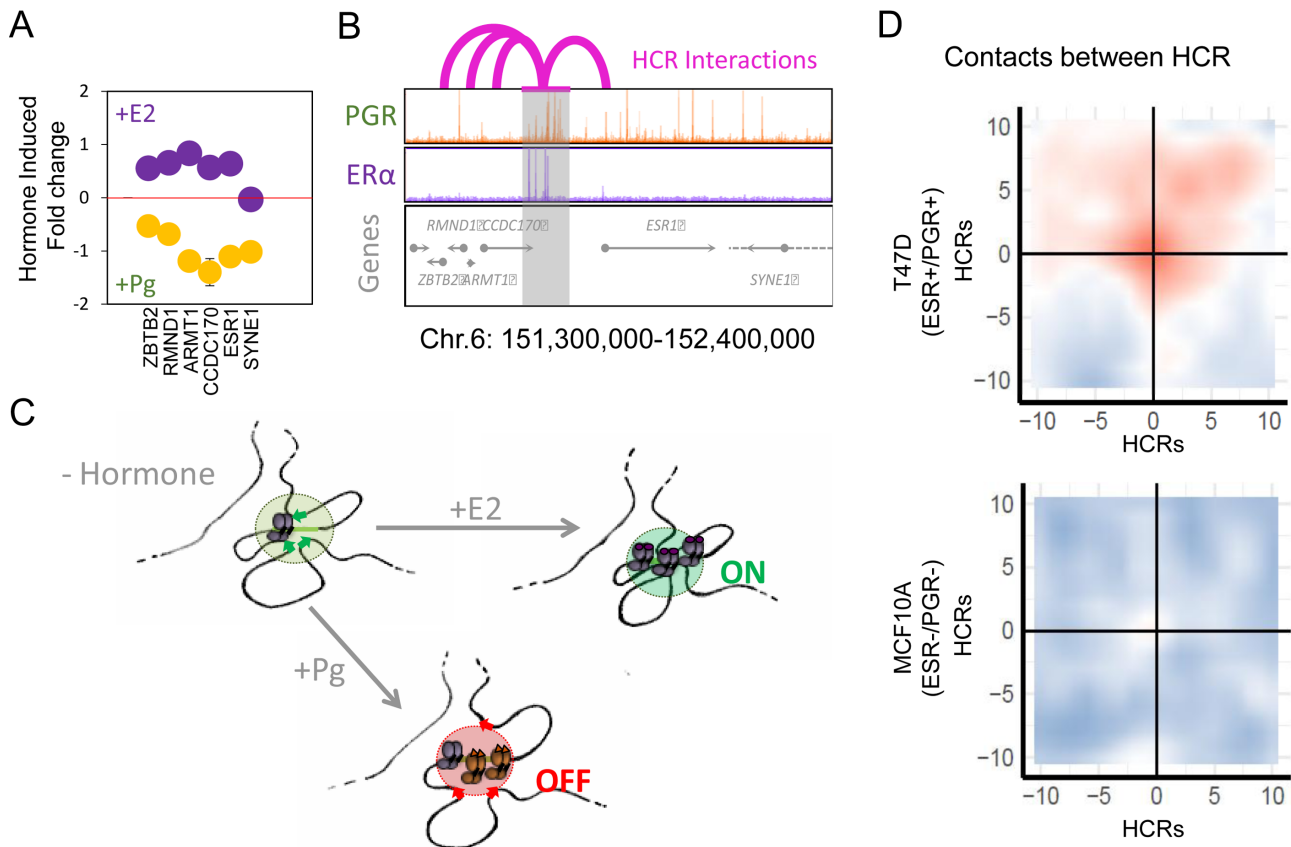 A
Hormone Induced
Fold change
2
1
0
-1
-2
+E2
+Pg
ZBTB2
RMND1
ARMT1
CCDC170
ESR1
SYNE1
B
HCR Interactions
PGR
ERα
Genes
RMND1 CCDC170 ESR1
ZBTB2 ARMT1 SYNE1
Chr.6: 151,300,000-152,400,000
C
- Hormone
+E2
ON
+Pg
OFF
D
Contacts between HCR
T47D
(ESR+/PGR+)
HCRs
10
5
0
−5
−10
−10 −5 0 5 10
HCRs
MCF10A
(ESR-/PGR-)
HCRs
10
5
0
−5
−10
−10 −5 0 5 10
HCRs